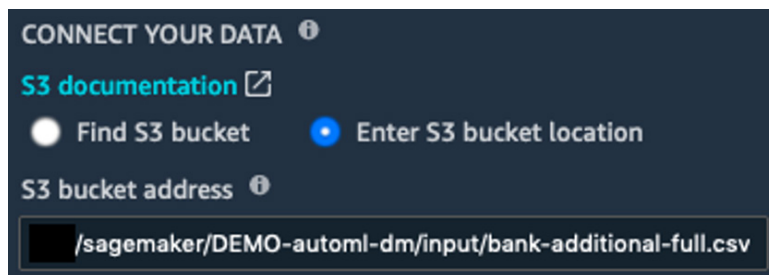 CONNECT YOUR DATA
S3 documentation
Find S3 bucket Enter S3 bucket location
S3 bucket address
/sagemaker/DEMO-automl-dm/input/bank-additional-full.csv